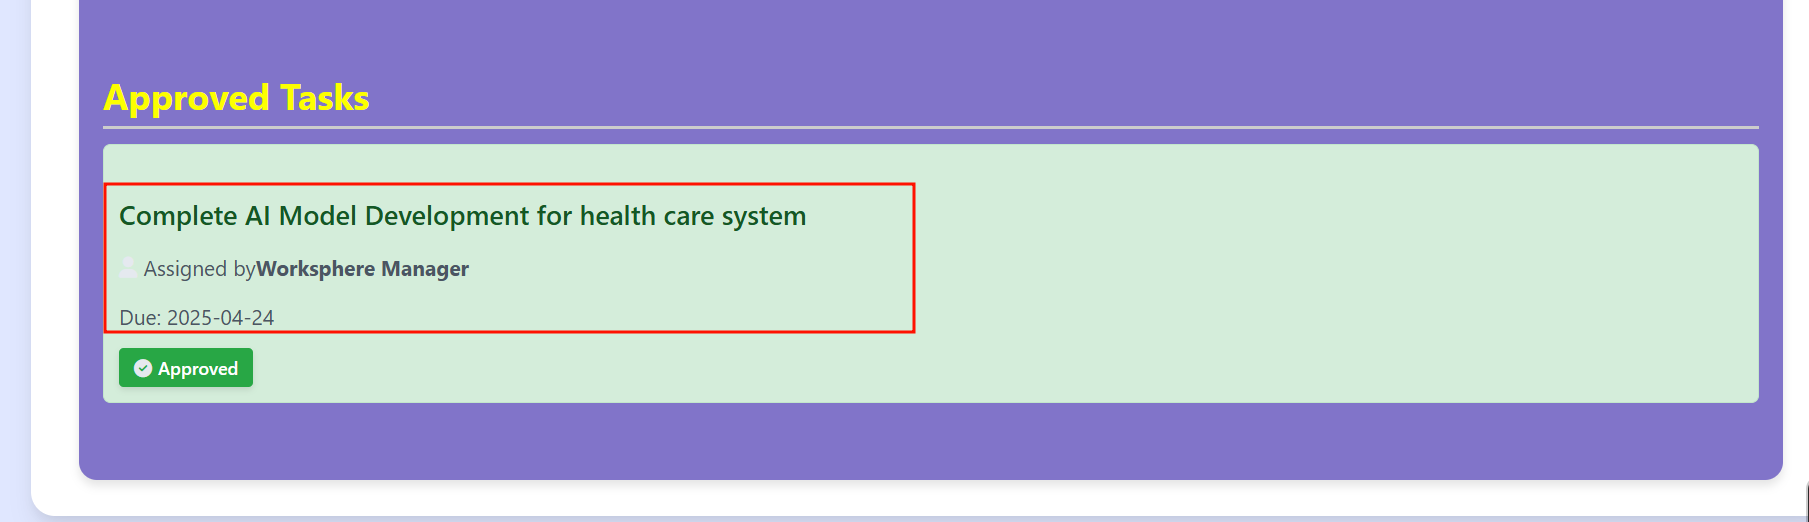 Approved Tasks
Complete AI Model Development for health care system
Assigned byWorksphere Manager
Due: 2025-04-24
Approved